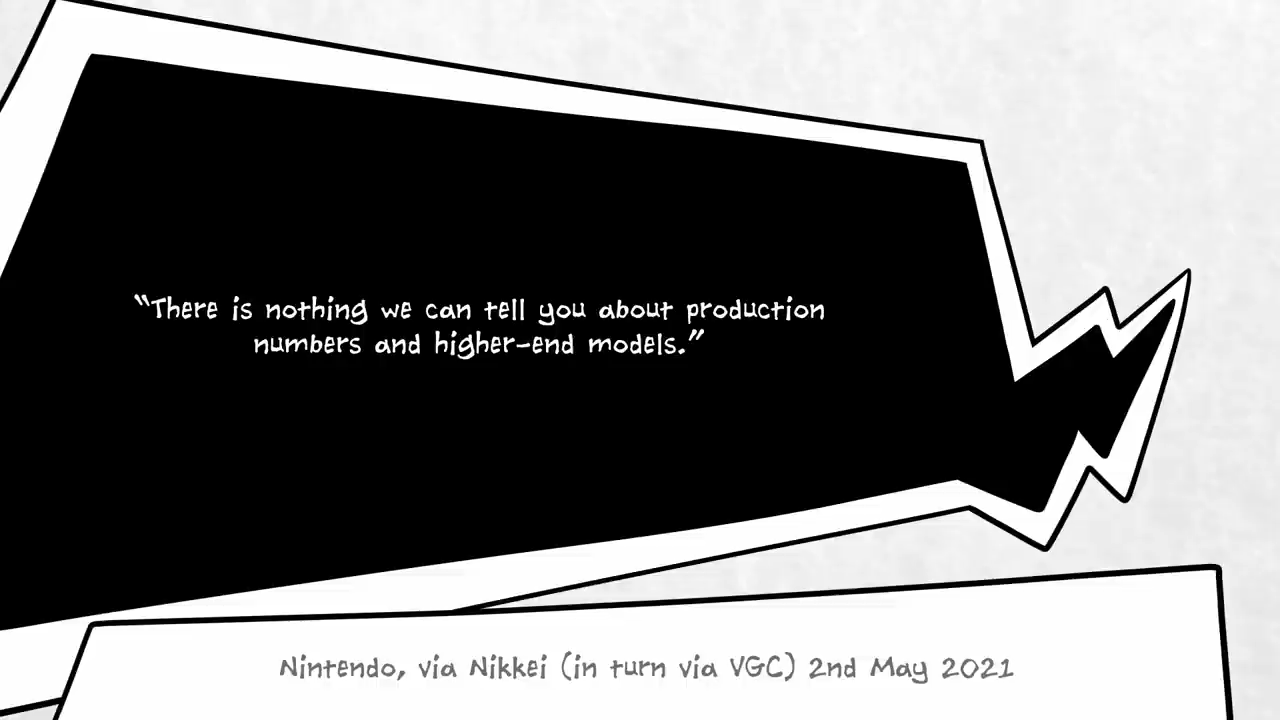 “There is nothing we can tell you about production
numbers and higher-end models.”
Nintendo, via Nikkei (in turn via VGC) 2nd May 2021